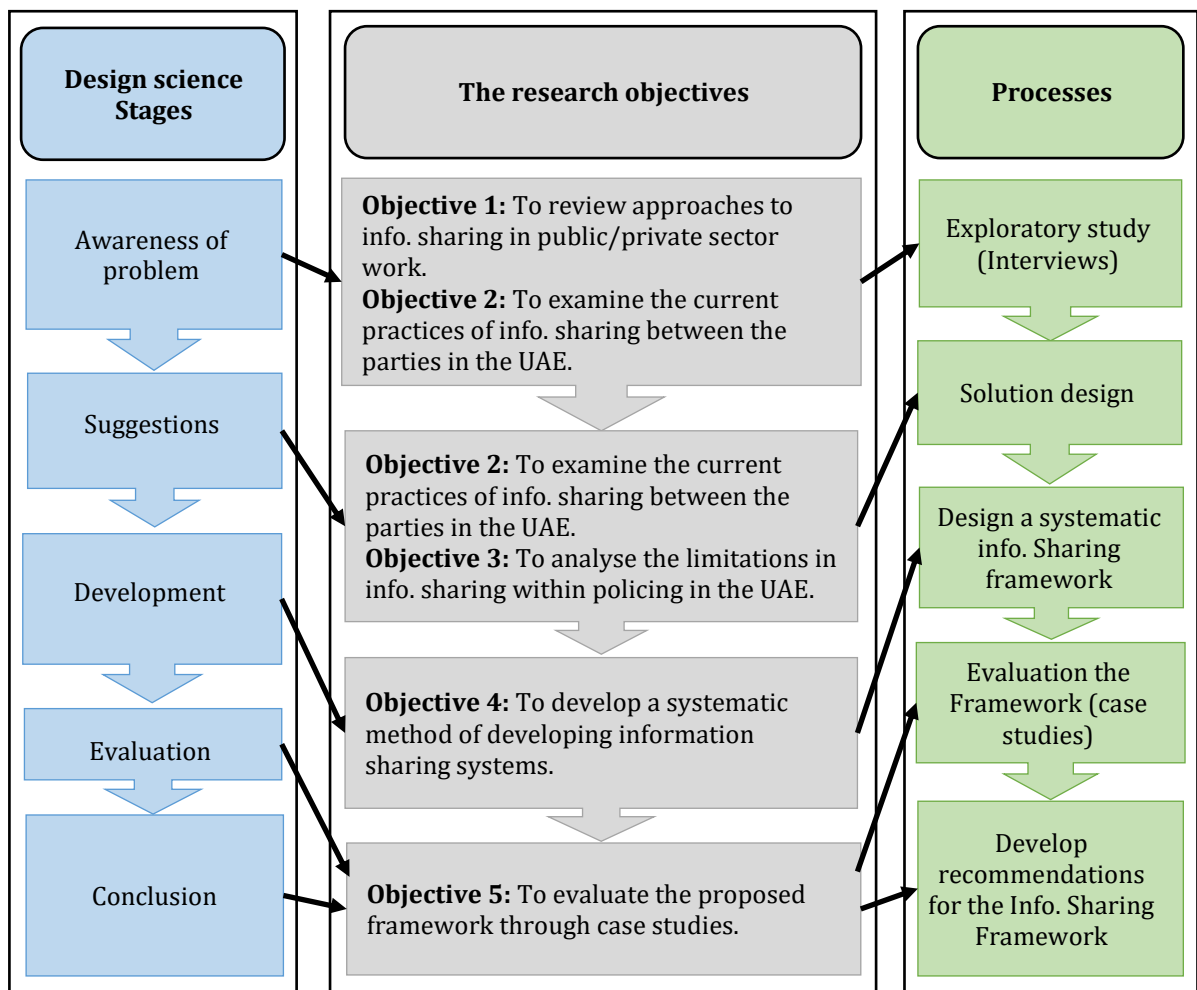 Design science
Stages
Awareness of
problem
Suggestions
Development
Evaluation
Conclusion
The research objectives
Objective 1: To review approaches to
info. sharing in public/private sector
work.
Objective 2: To examine the current
practices of info. sharing between the
parties in the UAE.
Objective 2: To examine the current
practices of info. sharing between the
parties in the UAE.
Objective 3: To analyse the limitations in
info. sharing within policing in the UAE.
Objective 4: To develop a systematic
method of developing information
sharing systems.
Objective 5: To evaluate the proposed
framework through case studies.
Processes
Exploratory study
(Interviews)
Solution design
Design a systematic
info. Sharing
framework
Evaluation the
Framework (case
studies)
Develop
recommendations
for the Info. Sharing
Framework